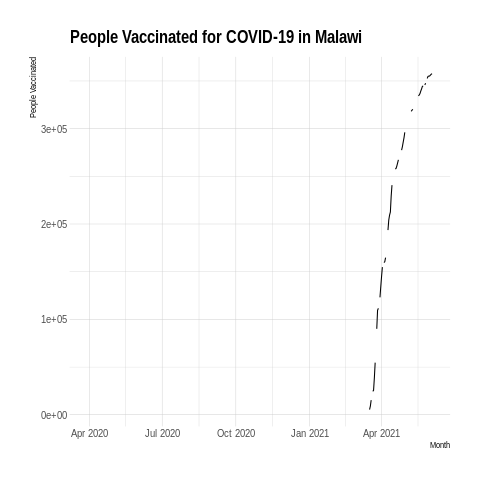 People Vaccinated for COVID-19 in Malawi
People Vaccinated
3e+05
2e+05
1e+05
0e+00
Apr 2020 Jul 2020 Oct 2020 Jan 2021 Apr 2021
Month